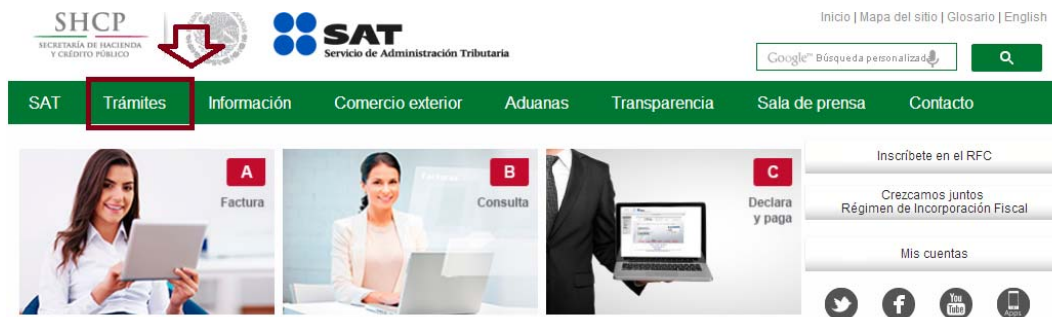 Inicio | Mapa del sitio | Glosario | English
SHCP
SECRETARÍA DE HACIENDA
Y CRÉDITO PÚBLICO
SAT
Servicio de Administración Tributaria
Google™ Búsqueda personalizad
SAT Trámites Información Comercio exterior Aduanas Transparencia Sala de prensa Contacto
A
Factura
B
Consulta
C
Declara
y paga
Inscríbete en el RFC
Crezcamos juntos
Régimen de Incorporación Fiscal
Mis cuentas
You
Tube
Apps